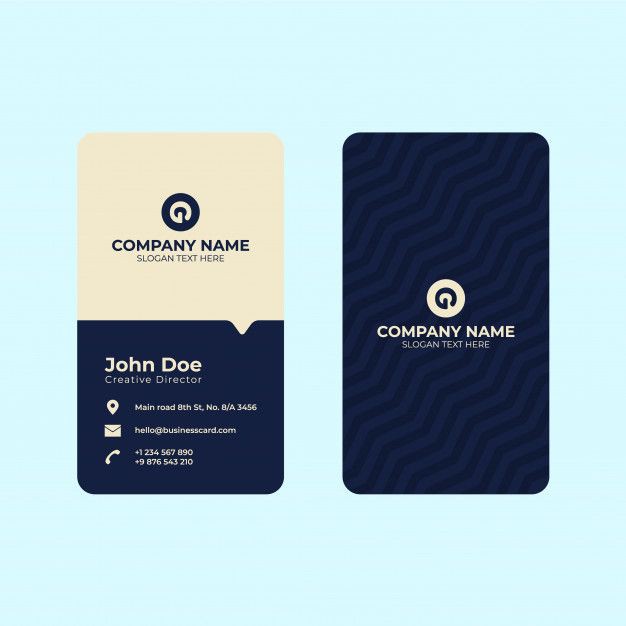 COMPANY NAME
SLOGAN TEXT HERE
John Doe
Creative Director
Main road 8th St, No. 8/A 3456
hello@businesscard.com
+1 234 567 890
+9 876 543 210
COMPANY NAME
SLOGAN TEXT HERE